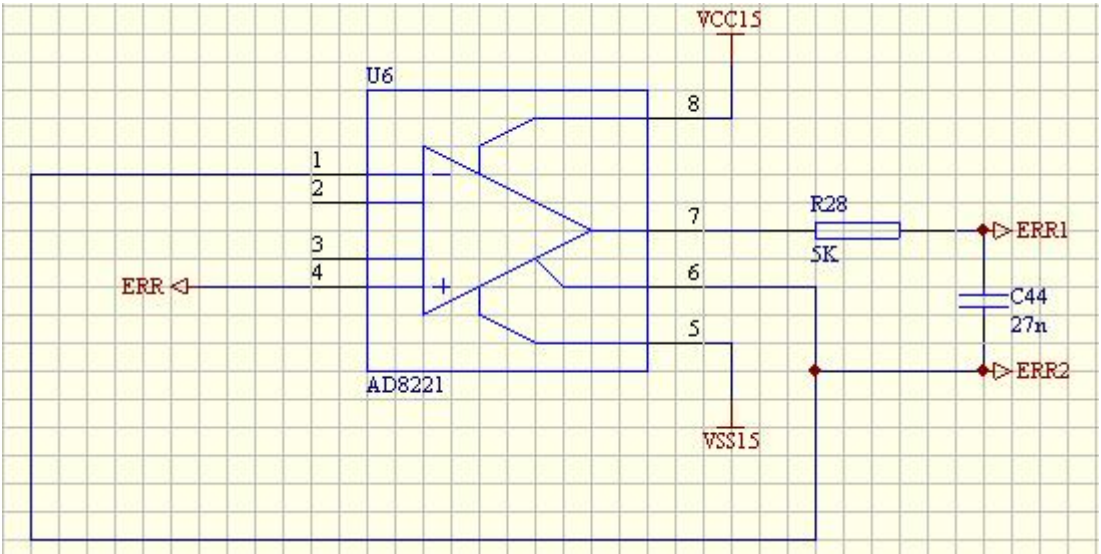 VCC15
U6
8
1
2
7
R28
5K
ERR1
3
4
ERR
6
C44
27n
5
ERR2
AD8221
VSS15
−
+